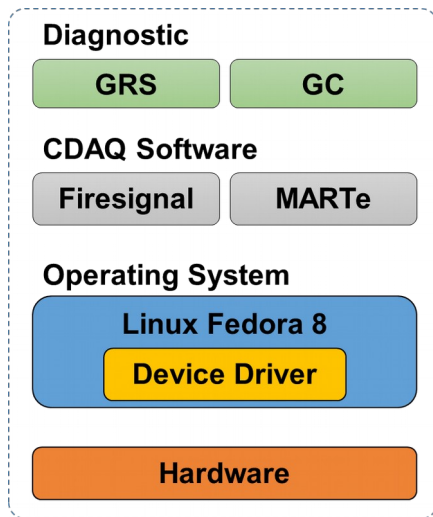 Diagnostic
GRS GC
CDAQ Software
Firesignal MARTe
Operating System
Linux Fedora 8
Device Driver
Hardware